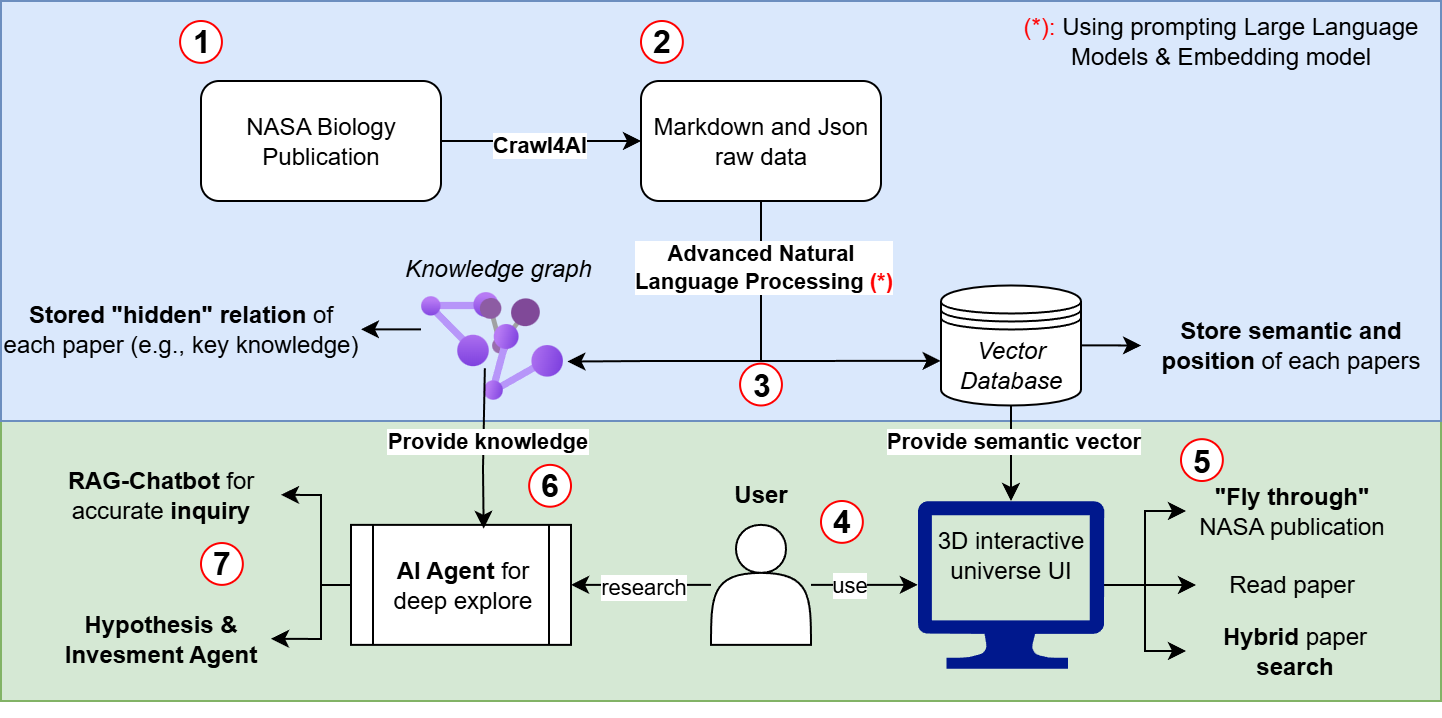 1
2
(*): Using prompting Large Language
Models & Embedding model
NASA Biology
Publication
Crawl4AI
Markdown and Json
raw data
Advanced Natural
Language Processing (*)
Knowledge graph
Stored "hidden" relation of
each paper (e.g., key knowledge)
3
Vector
Database
Store semantic and
position of each papers
Provide knowledge
Provide semantic vector
RAG-Chatbot for
accurate inquiry
6
User
4
5
"Fly through"
NASA publication
7
AI Agent for
deep explore
research
use
3D interactive
universe UI
Read paper
Hypothesis &
Invesment Agent
Hybrid paper
search